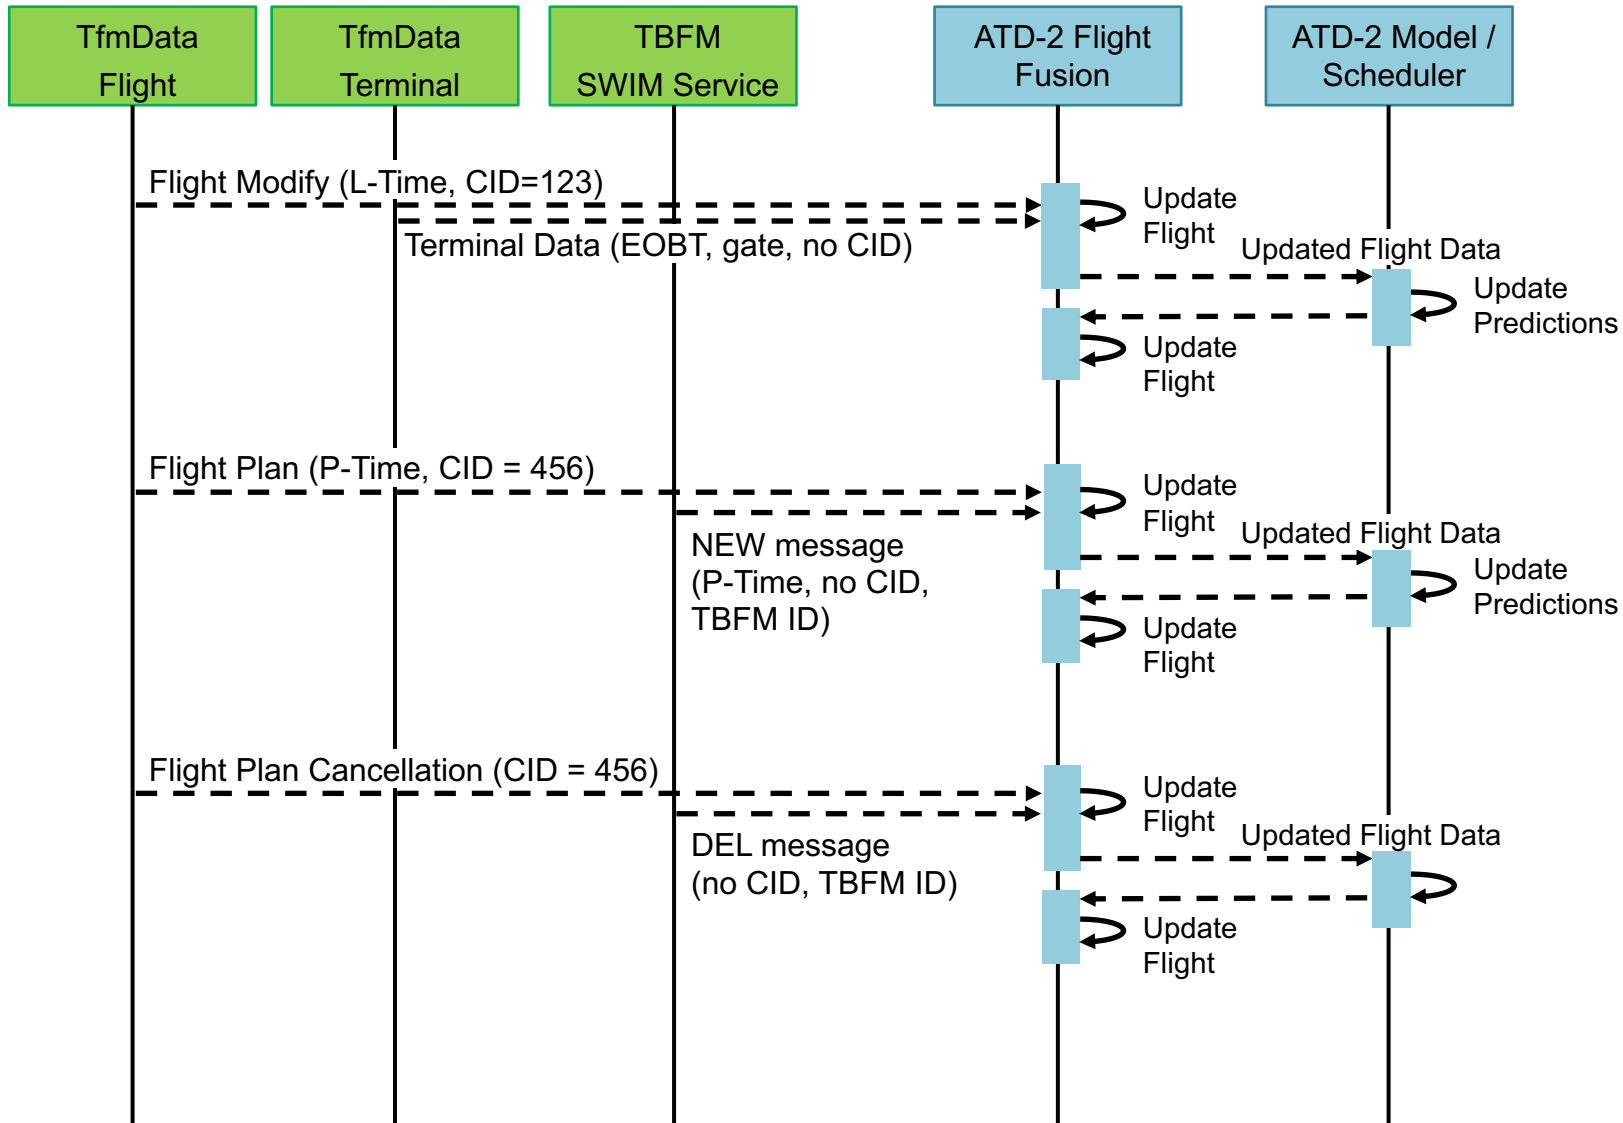 TfmData
Flight
TfmData
Terminal
TBFM
SWIM Service
ATD-2 Flight
Fusion
ATD-2 Model /
Scheduler
Flight Modify (L-Time, CID=123)
Terminal Data (EOBT, gate, no CID)
Update
Flight
Updated Flight Data
Update
Predictions
Update
Flight
Flight Plan (P-Time, CID = 456)
NEW message
(P-Time, no CID,
TBFM ID)
Update
Flight
Updated Flight Data
Update
Predictions
Update
Flight
Flight Plan Cancellation (CID = 456)
DEL message
(no CID, TBFM ID)
Update
Flight
Updated Flight Data
Update
Flight